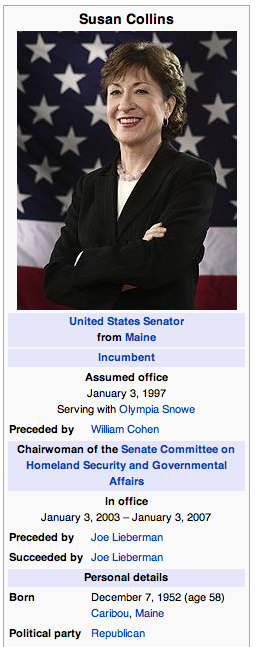 Susan Collins
United States Senator
from Maine
Incumbent
Assumed office
January 3, 1997
Serving with Olympia Snowe
Preceded by William Cohen
Chairwoman of the Senate Committee on
Homeland Security and Governmental
Affairs
In office
January 3, 2003 – January 3, 2007
Preceded by Joe Lieberman
Succeeded by Joe Lieberman
Personal details
Born December 7, 1952 (age 58)
Caribou, Maine
Political party Republican